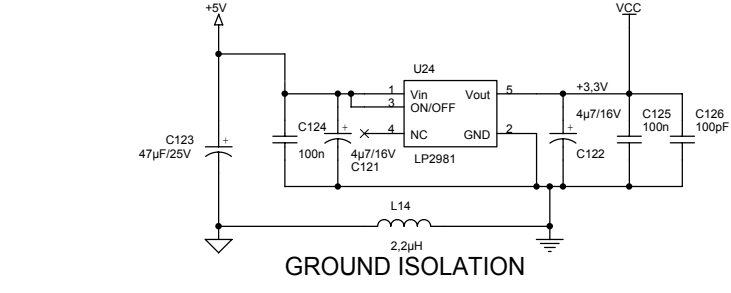 +5V
VCC
U24
1
Vin
Vout
5
+3,3V
3
ON/OFF
4
NC
GND
2
LP2981
C123
47µF/25V
C124
100n
4µ7/16V
C121
4µ7/16V
C122
C125
100n
C126
100pF
L14
2,2µH
GROUND ISOLATION